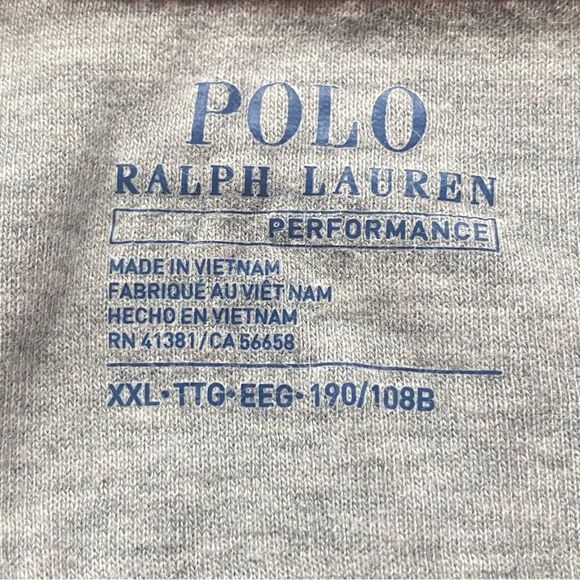 POLO
RALPH LAUREN
PERFORMANCE
MADE IN VIETNAM
FABRIQUÉ AU VIÊT NAM
HECHO EN VIETNAM
RN 41381/CA 56658
XXL•TTG•EEG•190/108B